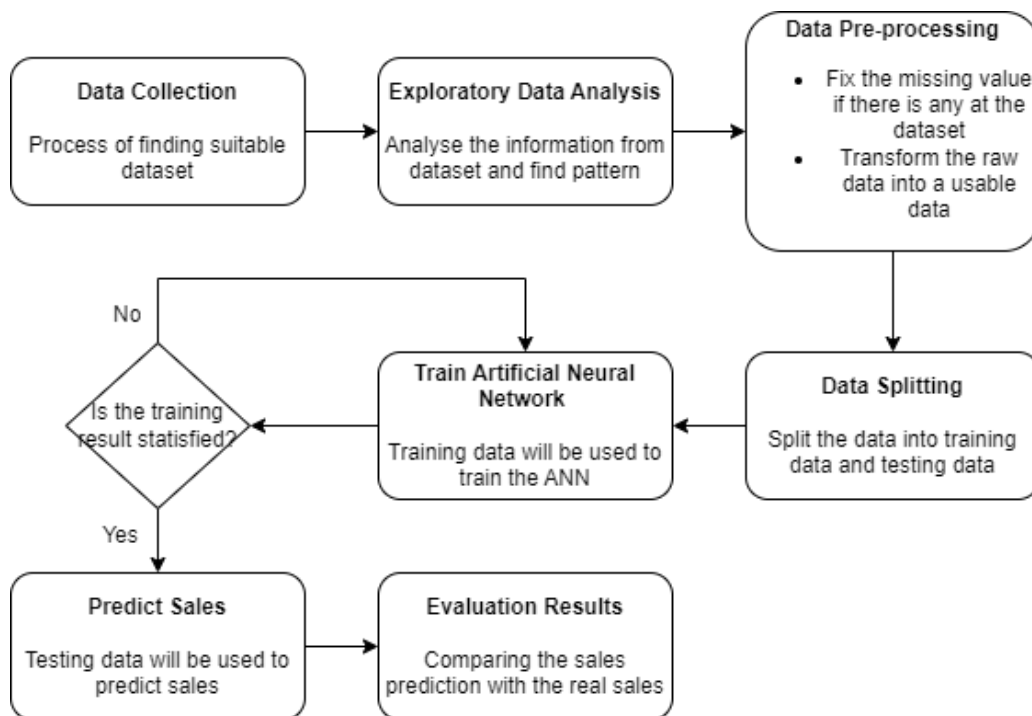 Data Collection
Process of finding suitable
dataset
Exploratory Data Analysis
Analyse the information from
dataset and find pattern
Data Pre-processing
• Fix the missing value
if there is any at the
dataset
• Transform the raw
data into a usable
data
Data Splitting
Split the data into training
data and testing data
Train Artificial Neural
Network
Training data will be used to
train the ANN
Is the training
result statisfied?
No
Yes
Predict Sales
Testing data will be used to
predict sales
Evaluation Results
Comparing the sales
prediction with the real sales